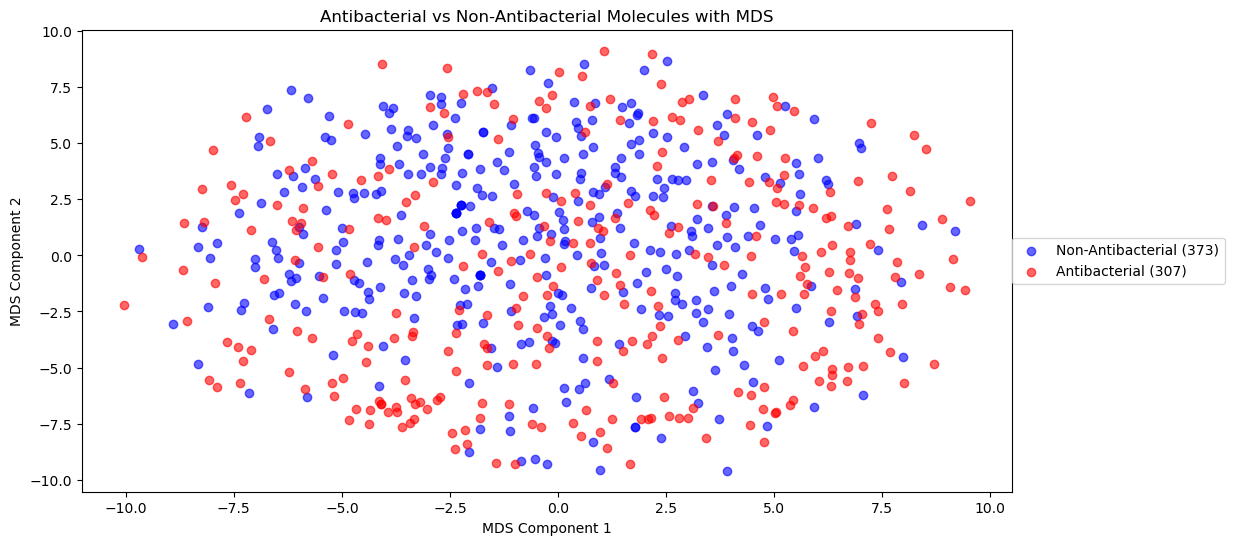 Antibacterial vs Non-Antibacterial Molecules with MDS
10.0
7.5
5.0
2.5
0.0
−2.5
−5.0
−7.5
−10.0
MDS Component 2
−10.0 −7.5 −5.0 −2.5 0.0 2.5 5.0 7.5 10.0
MDS Component 1
Non-Antibacterial (373)
Antibacterial (307)